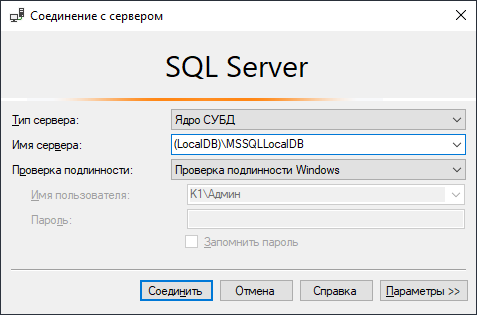 Соединение с сервером
SQL Server
Тип сервера: Ядро СУБД
Имя сервера: (LocalDB)\MSSQLLocalDB
Проверка подлинности: Проверка подлинности Windows
Имя пользователя: K1\Админ
Пароль:
Запомнить пароль
Соединить Отмена Справка Параметры >>